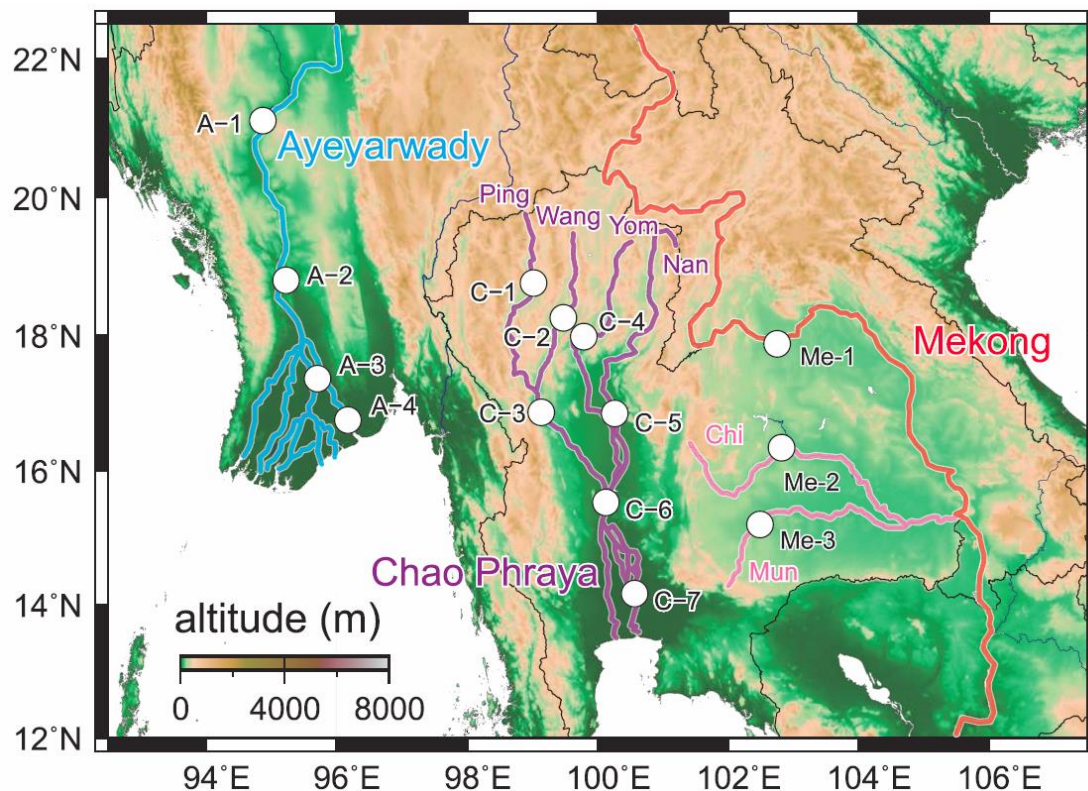 22°N
20°N
18°N
16°N
14°N
12°N
A-1
Ayeyarwady
Ping
Wang
Yom
Nan
A-2
C-1
C-2
C-4
Mekong
Me-1
A-3
A-4
C-3
C-5
Chi
Me-2
C-6
Me-3
Mun
Chao Phraya
C-7
altitude (m)
0 4000 8000
94°E 96°E 98°E 100°E 102°E 104°E 106°E